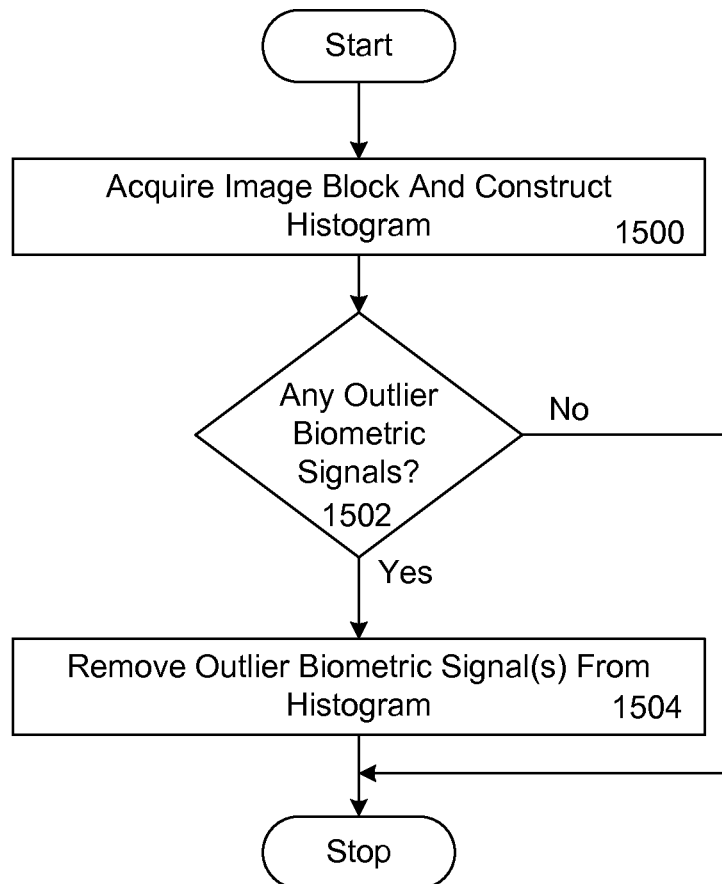 Start
Acquire Image Block And Construct
Histogram
1500
Any Outlier
Biometric
Signals?
1502
No
Yes
Remove Outlier Biometric Signal(s) From
Histogram
1504
Stop